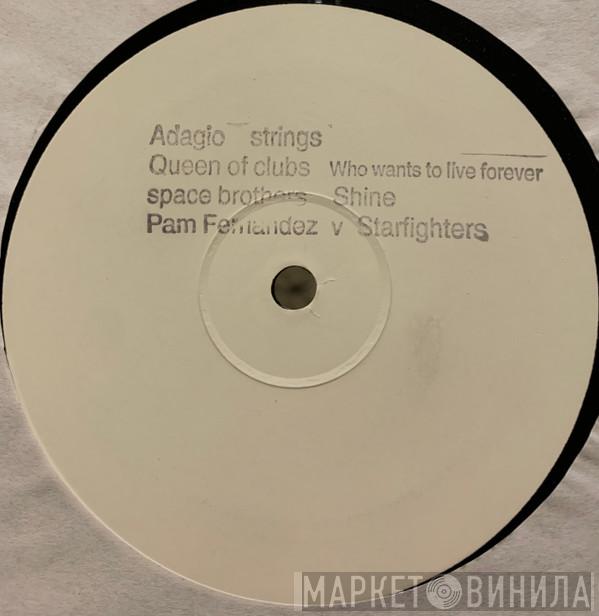 Adagio strings
Queen of clubs Who wants to live forever
space brothers Shine
Pam Fernandez v Starfighters
МАРКЕТ ВИНИЛА